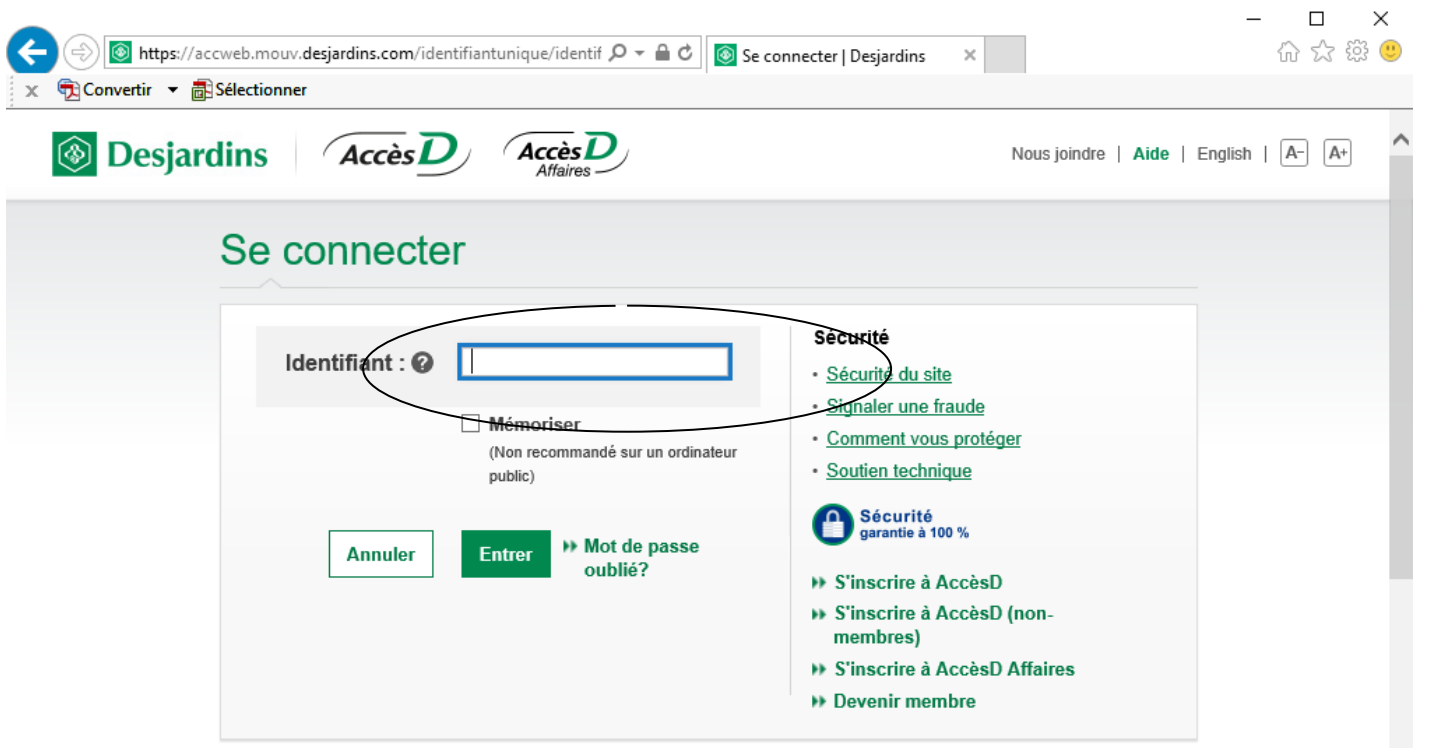 https://accweb.mouv.desjardins.com/identifiantunique/identif
Se connecter | Desjardins
x Convertir Sélectionner
Desjardins
AccèsD
AccèsD
Affaires
Nous joindre | Aide | English | A- A+
Se connecter
Identifiant : ?
Mémoriser
(Non recommandé sur un ordinateur
public)
Annuler
Entrer
Mot de passe
oublié?
Sécurité
• Sécurité du site
• Signaler une fraude
• Comment vous protéger
• Soutien technique
Sécurité
garantie à 100 %
S'inscrire à AccèsD
S'inscrire à AccèsD (non-
membres)
S'inscrire à AccèsD Affaires
Devenir membre